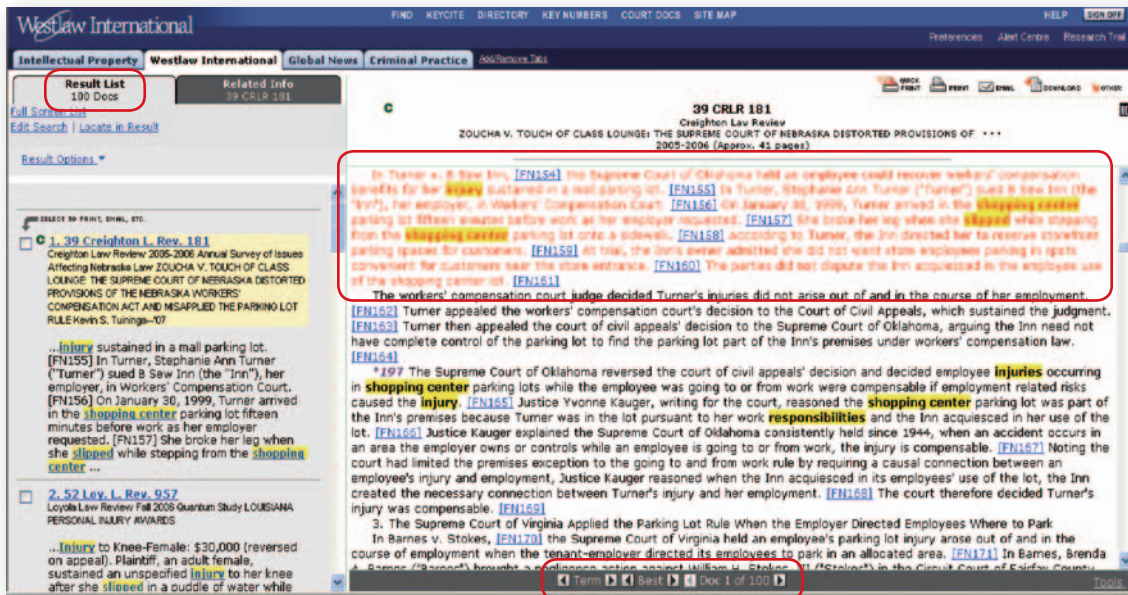 Westlaw International
FIND KEYCITE DIRECTORY KEY NUMBERS COURT DOCS SITE MAP
HELP SIGN OFF
Preferences Alert Centre Research Trail
Intellectual Property Westlaw International Global News Criminal Practice Add/Remove Tabs
Result List
100 Docs
Related Info
39 CRLR 181
Full Screen List
Edit Search | Locate in Result
Result Options
SELECT TO PRINT, EMAIL, ETC.
C 1. 39 Creighton L. Rev. 181
Creighton Law Review 2005-2006 Annual Survey of Issues
Affecting Nebraska Law ZOUCHA V. TOUCH OF CLASS
LOUNGE: THE SUPREME COURT OF NEBRASKA DISTORTED
PROVISIONS OF THE NEBRASKA WORKERS'
COMPENSATION ACT AND MISAPPLIED THE PARKING LOT
RULE Kevin S. Tuinings--'07
...injury sustained in a mall parking lot.
[FN155] In Turner, Stephanie Ann Turner
("Turner") sued B Sew Inn (the "Inn"), her
employer, in Workers' Compensation Court.
[FN156] On January 30, 1999, Turner arrived
in the shopping center parking lot fifteen
minutes before work as her employer
requested. [FN157] She broke her leg when
she slipped while stepping from the shopping
center ...
2. 52 Loy. L. Rev. 957
Loyola Law Review Fall 2006 Quantum Study LOUISIANA
PERSONAL INJURY AWARDS
...Injury to Knee-Female: $30,000 (reversed
on appeal). Plaintiff, an adult female,
sustained an unspecified injury to her knee
after she slipped in a puddle of water while
QUICK PRINT PRINT EMAIL DOWNLOAD OTHER
C
39 CRLR 181
Creighton Law Review
ZOUCHA V. TOUCH OF CLASS LOUNGE: THE SUPREME COURT OF NEBRASKA DISTORTED PROVISIONS OF ...
2005-2006 (Approx. 41 pages)
In Turner v. B Sew Inn, [FN154] the Supreme Court of Oklahoma held an employee could recover workers' compensation
benefits for her injury sustained in a mall parking lot. [FN155] In Turner, Stephanie Ann Turner ("Turner") sued B Sew Inn (the
"Inn"), her employer, in Workers' Compensation Court. [FN156] On January 30, 1999, Turner arrived in the shopping center
parking lot fifteen minutes before work as her employer requested. [FN157] She broke her leg when she slipped while stepping
from the shopping center parking lot onto a sidewalk. [FN158] according to Turner, the Inn directed her to reserve storefront
parking spaces for customers. [FN159] At trial, the Inn's owner admitted she did not want store employees parking in spots
convenient for customers near the store entrance. [FN160] The parties did not dispute the Inn acquiesced in the employee use
of the shopping center lot. [FN161]
The workers' compensation court judge decided Turner's injuries did not arise out of and in the course of her employment.
[FN162] Turner appealed the workers' compensation court's decision to the Court of Civil Appeals, which sustained the judgment.
[FN163] Turner then appealed the court of civil appeals' decision to the Supreme Court of Oklahoma, arguing the Inn need not
have complete control of the parking lot to find the parking lot part of the Inn's premises under workers' compensation law.
[FN164]
*197 The Supreme Court of Oklahoma reversed the court of civil appeals' decision and decided employee injuries occurring
in shopping center parking lots while the employee was going to or from work were compensable if employment related risks
caused the injury. [FN165] Justice Yvonne Kauger, writing for the court, reasoned the shopping center parking lot was part of
the Inn's premises because Turner was in the lot pursuant to her work responsibilities and the Inn acquiesced in her use of the
lot. [FN166] Justice Kauger explained the Supreme Court of Oklahoma consistently held since 1944, when an accident occurs in
an area the employer owns or controls while an employee is going to or from work, the injury is compensable. [FN167] Noting the
court had limited the premises exception to the going to and from work rule by requiring a causal connection between an
employee's injury and employment, Justice Kauger reasoned when the Inn acquiesced in its employees' use of the lot, the Inn
created the necessary connection between Turner's injury and her employment. [FN168] The court therefore decided Turner's
injury was compensable. [FN169]
3. The Supreme Court of Virginia Applied the Parking Lot Rule When the Employer Directed Employees Where to Park
In Barnes v. Stokes, [FN170] the Supreme Court of Virginia held an employee's parking lot injury arose out of and in the
course of employment when the tenant-employer directed its employees to park in an allocated area. [FN171] In Barnes, Brenda
A. Barnes ("Barnes") brought a negligence action against William H. Stokes, VI ("Stokes") in the Circuit Court of Fairfax County
Term Best Doc 1 of 100
Tools